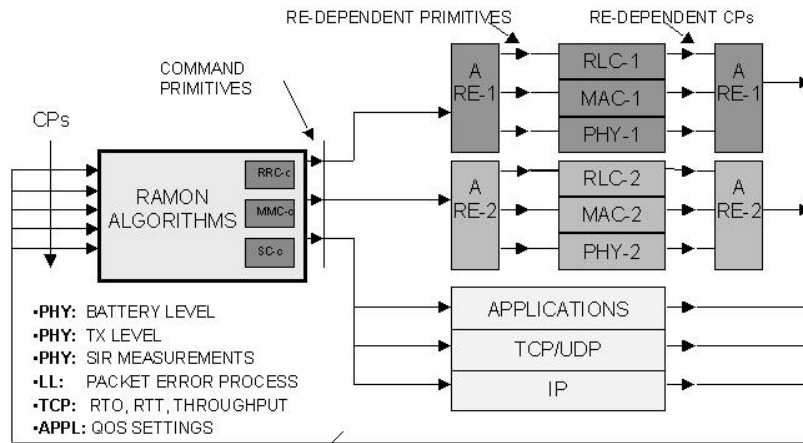 RE-DEPENDENT PRIMITIVES
RE-DEPENDENT CPs
COMMAND
PRIMITIVES
CPs
RAMON
ALGORITHMS
RRC-c
MMC-c
SC-c
A
RE-1
RLC-1
MAC-1
PHY-1
A
RE-1
A
RE-2
RLC-2
MAC-2
PHY-2
A
RE-2
APPLICATIONS
TCP/UDP
IP
•PHY: BATTERY LEVEL
•PHY: TX LEVEL
•PHY: SIR MEASUREMENTS
•LL: PACKET ERROR PROCESS
•TCP: RTO, RTT, THROUGHPUT
•APPL: QOS SETTINGS